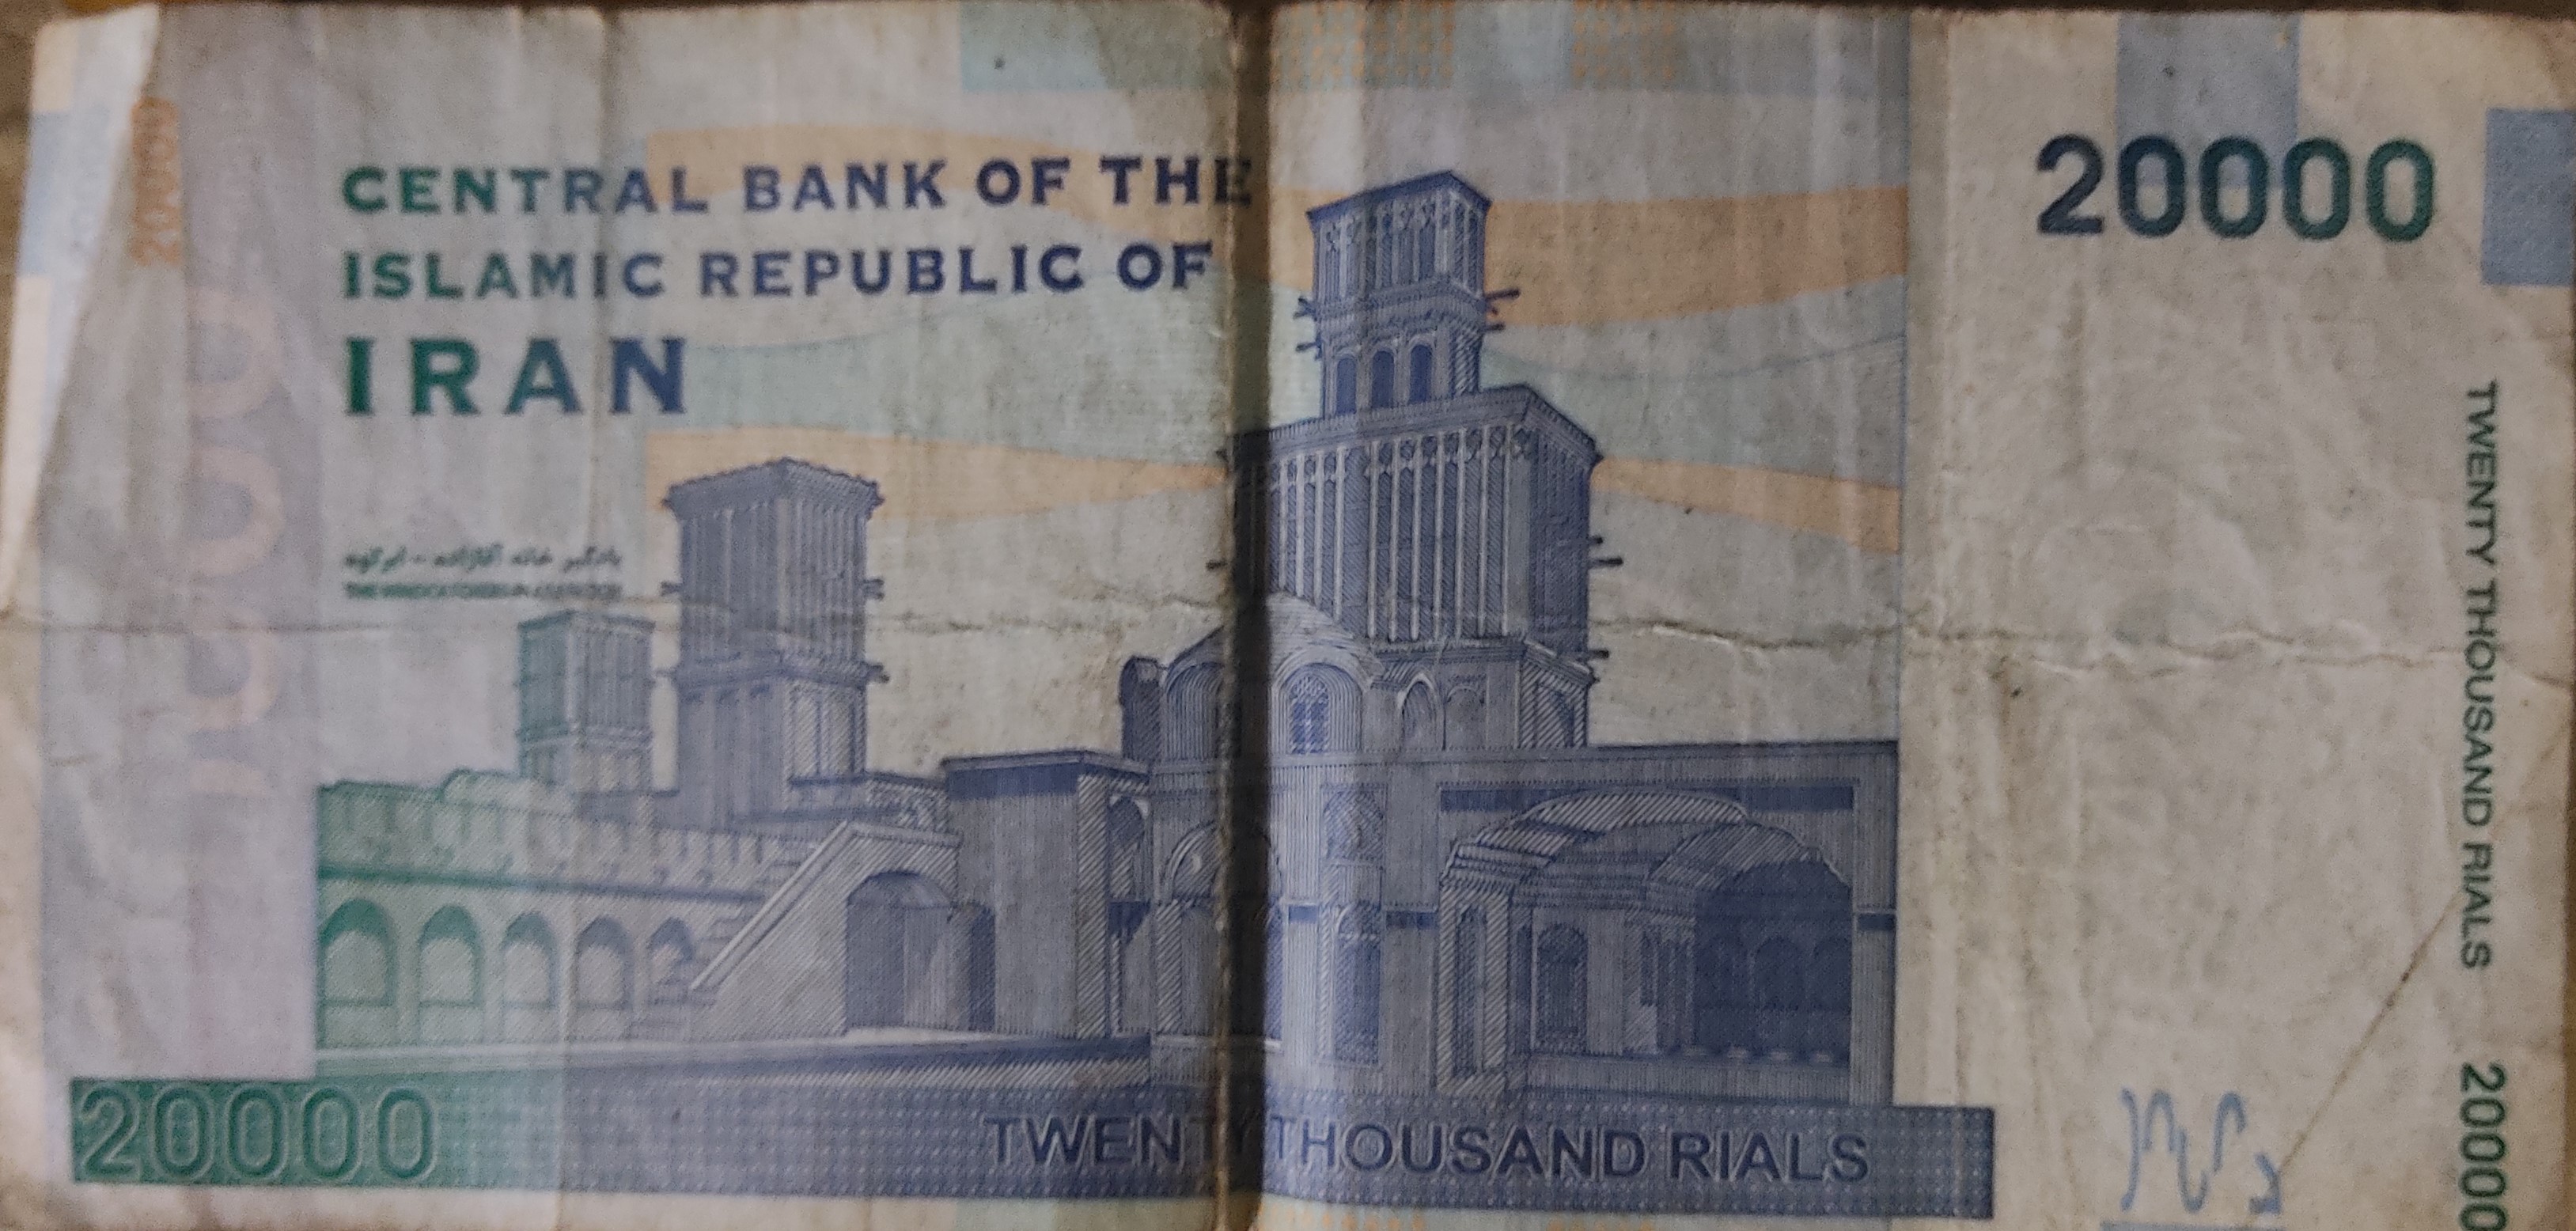 CENTRAL BANK OF THE
ISLAMIC REPUBLIC OF
IRAN
بادگیر خانه آقازاده - ابرکوه
20000
20000
TWENTY THOUSAND RIALS
TWENTY THOUSAND RIALS 20000
20000